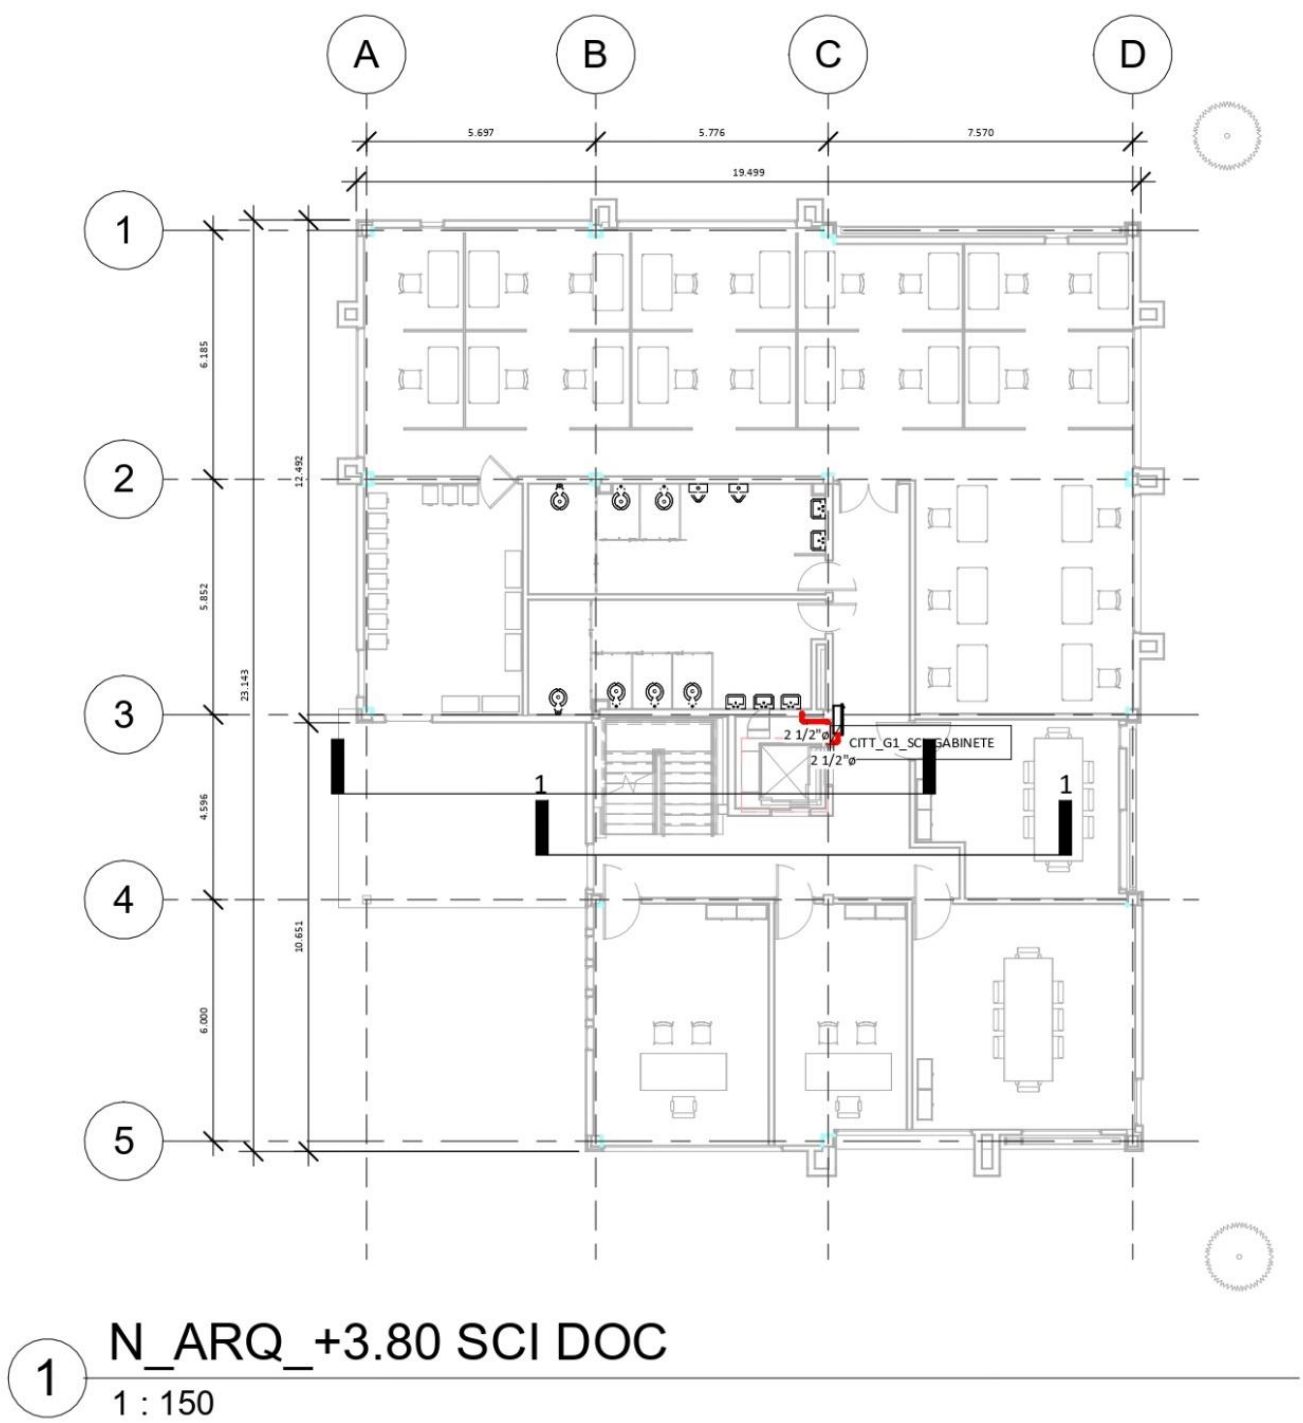 A
B
C
D
5.697
5.776
7.570
19.499
1
6.185
2
12.492
5.852
23.143
3
2 1/2"ø
CITT_G1_SCI_GABINETE
2 1/2"ø
1
1
4.596
4
10.651
6.000
5
1
N_ARQ_+3.80 SCI DOC
1 : 150